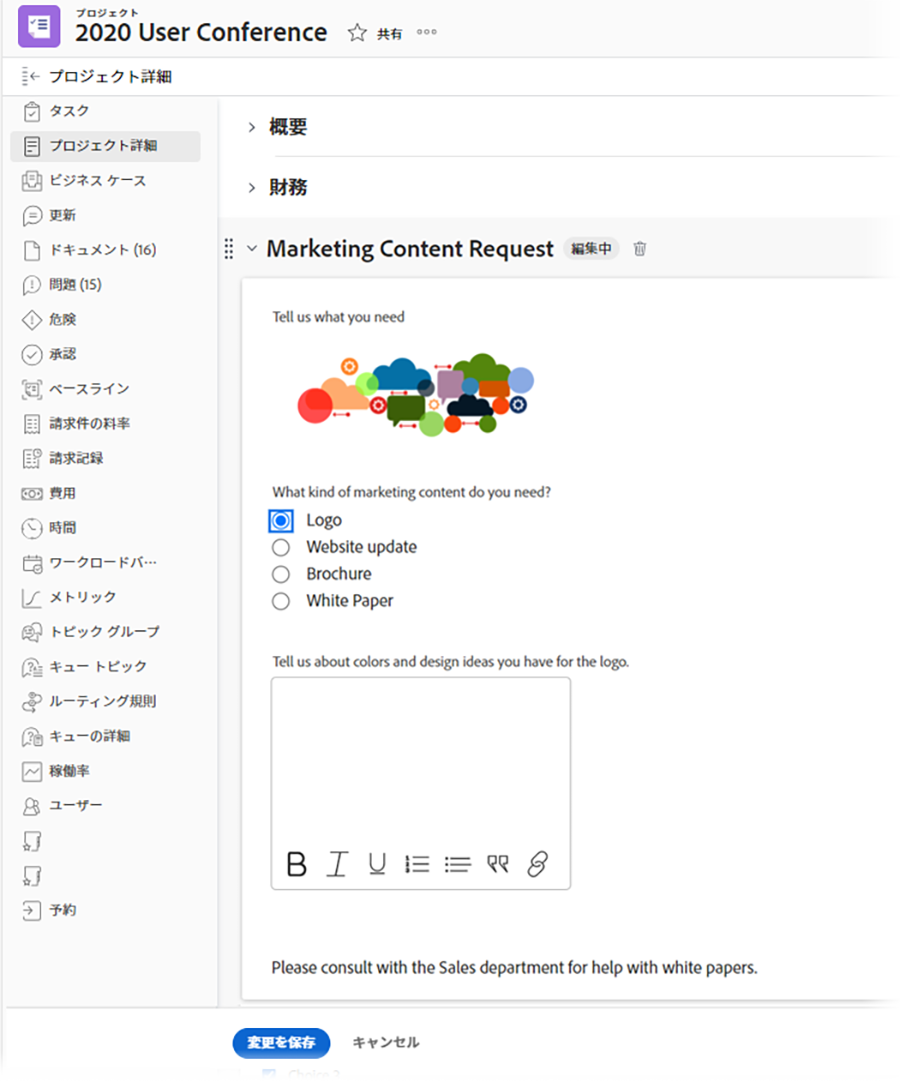 プロジェクト
2020 User Conference
共有
プロジェクト詳細
タスク
プロジェクト詳細
ビジネス ケース
更新
ドキュメント (16)
問題 (15)
危険
承認
ベースライン
請求件の料率
請求記録
費用
時間
ワークロードバ…
メトリック
トピック グループ
キュー トピック
ルーティング規則
キューの詳細
稼働率
ユーザー
予約
概要
財務
Marketing Content Request 編集中
Tell us what you need
What kind of marketing content do you need?
Logo
Website update
Brochure
White Paper
Tell us about colors and design ideas you have for the logo.
B I U
Please consult with the Sales department for help with white papers.
変更を保存 キャンセル